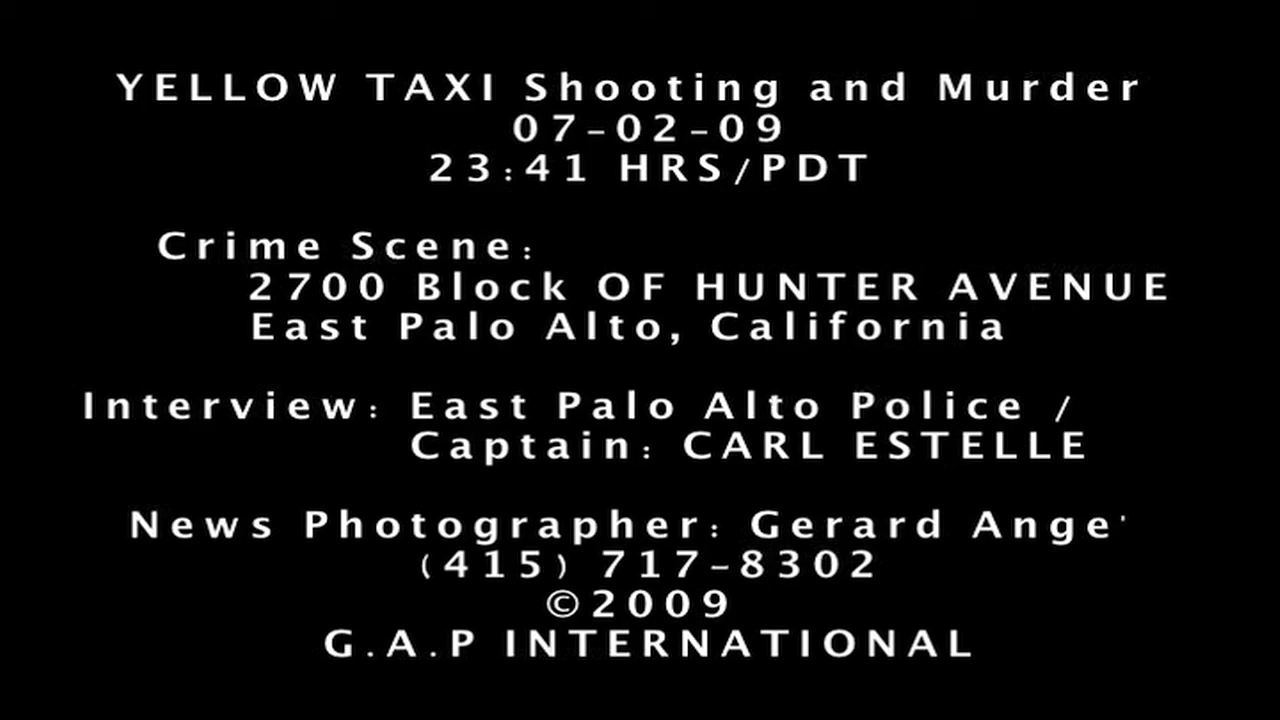 YELLOW TAXI Shooting and Murder
07-02-09
23:41 HRS/PDT
Crime Scene:
2700 Block OF HUNTER AVENUE
East Palo Alto, California
Interview: East Palo Alto Police /
Captain: CARL ESTELLE
News Photographer: Gerard Ange'
(415) 717-8302
©2009
G.A.P INTERNATIONAL